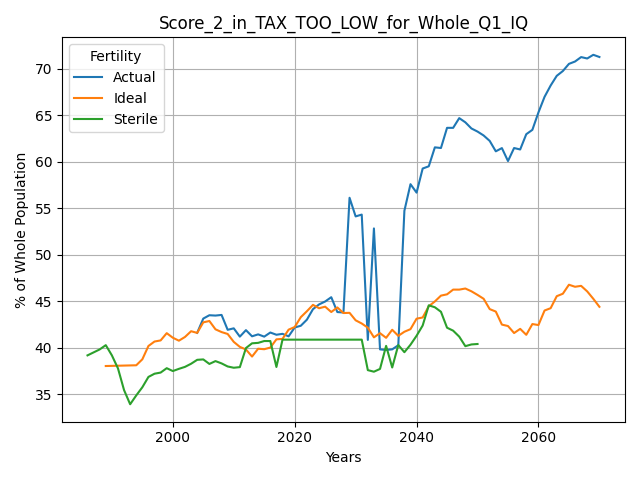 Score_2_in_TAX_TOO_LOW_for_Whole_Q1_IQ
Fertility
Actual
Ideal
Sterile
% of Whole Population
70
65
60
55
50
45
40
35
2000 2020 2040 2060
Years